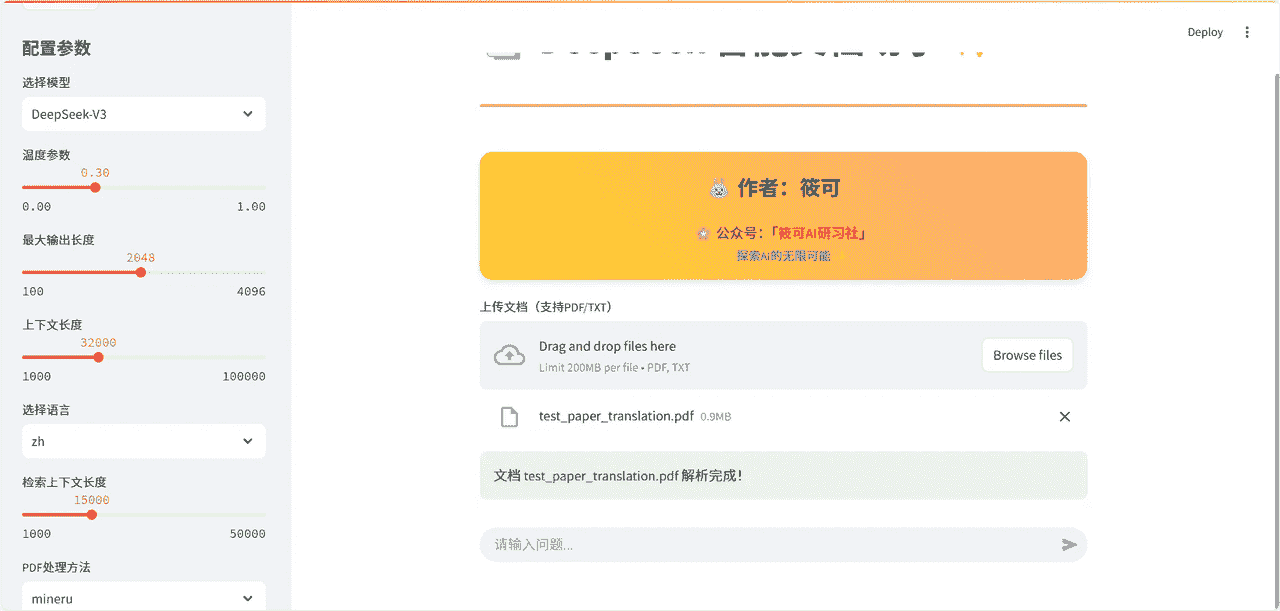 配置参数
选择模型
DeepSeek-V3
温度参数
0.30
0.00 1.00
最大输出长度
2048
100 4096
上下文长度
32000
1000 100000
选择语言
zh
检索上下文长度
15000
1000 50000
PDF处理方法
mineru
Deploy
作者：筱可
公众号：「筱可AI研习社」
探索AI的无限可能
上传文档（支持PDF/TXT）
Drag and drop files here
Limit 200MB per file • PDF, TXT
Browse files
test_paper_translation.pdf 0.9MB
文档 test_paper_translation.pdf 解析完成！
请输入问题...